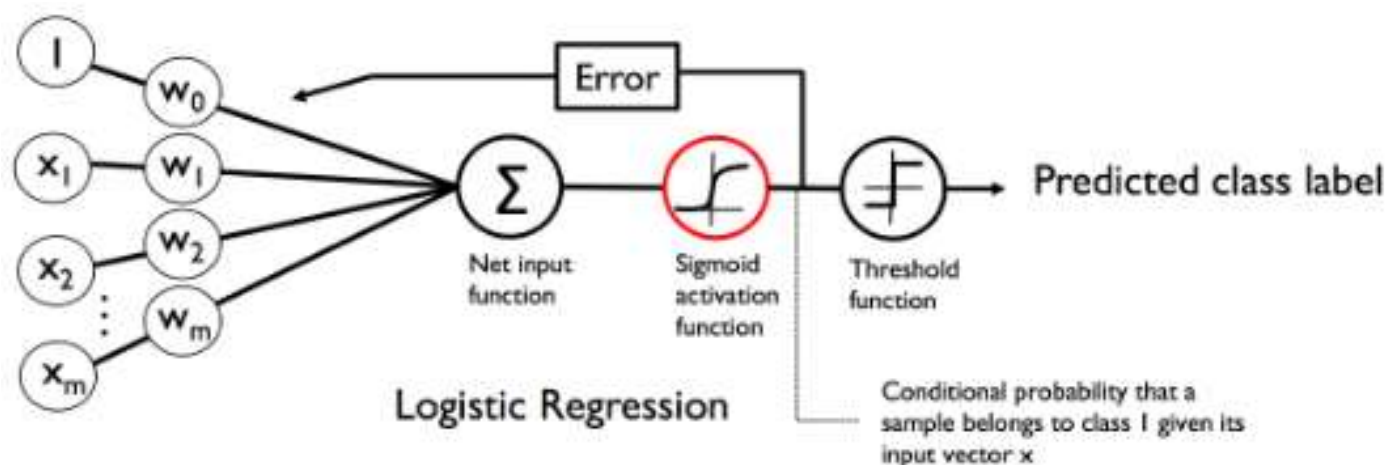 1
w0
Error
x1
w1
Σ
Predicted class label
x2
w2
Net input
function
Sigmoid
activation
function
Threshold
function
wm
xm
Logistic Regression
Conditional probability that a
sample belongs to class 1 given its
input vector x